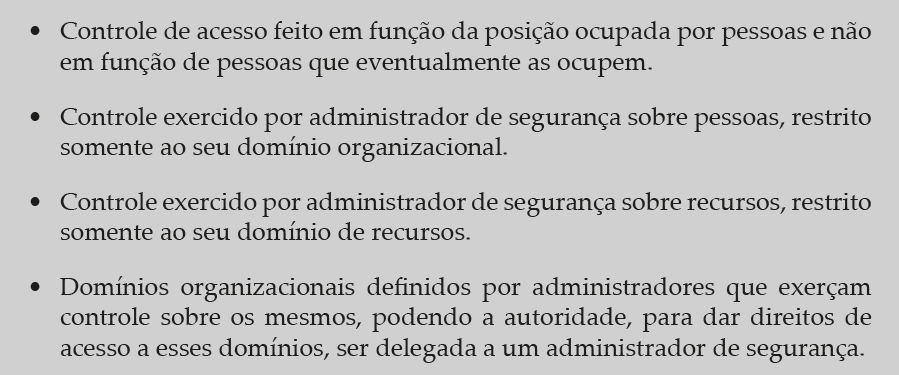 • Controle de acesso feito em função da posição ocupada por pessoas e não
em função de pessoas que eventualmente as ocupem.
• Controle exercido por administrador de segurança sobre pessoas, restrito
somente ao seu domínio organizacional.
• Controle exercido por administrador de segurança sobre recursos, restrito
somente ao seu domínio de recursos.
• Domínios organizacionais definidos por administradores que exerçam
controle sobre os mesmos, podendo a autoridade, para dar direitos de
acesso a esses domínios, ser delegada a um administrador de segurança.